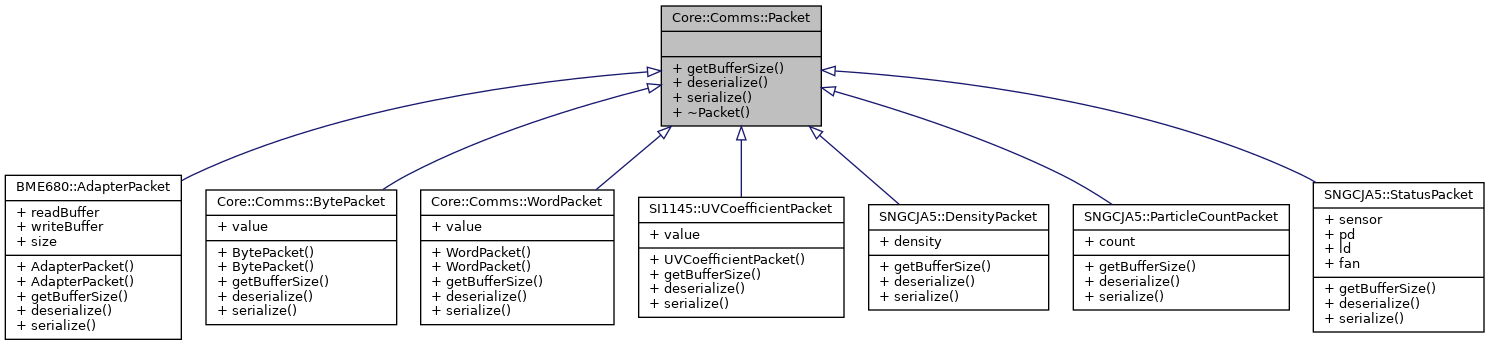 Core::Comms::Packet
+ getBufferSize()
+ deserialize()
+ serialize()
+ ~Packet()
BME680::AdapterPacket
+ readBuffer
+ writeBuffer
+ size
+ AdapterPacket()
+ AdapterPacket()
+ getBufferSize()
+ deserialize()
+ serialize()
Core::Comms::BytePacket
+ value
+ BytePacket()
+ BytePacket()
+ getBufferSize()
+ deserialize()
+ serialize()
Core::Comms::WordPacket
+ value
+ WordPacket()
+ WordPacket()
+ getBufferSize()
+ deserialize()
+ serialize()
SI1145::UVCoefficientPacket
+ value
+ UVCoefficientPacket()
+ getBufferSize()
+ deserialize()
+ serialize()
SNGCJA5::DensityPacket
+ density
+ getBufferSize()
+ deserialize()
+ serialize()
SNGCJA5::ParticleCountPacket
+ count
+ getBufferSize()
+ deserialize()
+ serialize()
SNGCJA5::StatusPacket
+ sensor
+ pd
+ ld
+ fan
+ getBufferSize()
+ deserialize()
+ serialize()